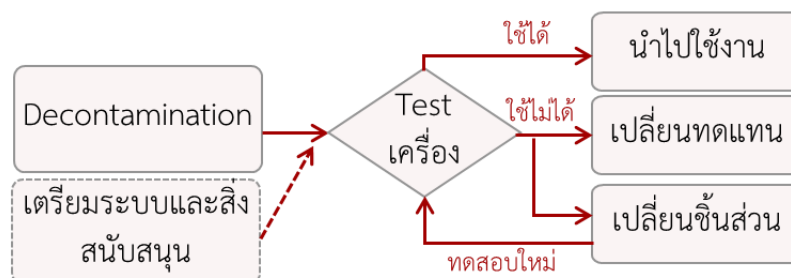 ใช้ได้
นำไปใช้งาน
Decontamination
Test
เครื่อง
ใช้ไม่ได้
เปลี่ยนทดแทน
เตรียมระบบและสิ่ง
สนับสนุน
เปลี่ยนชิ้นส่วน
ทดสอบใหม่